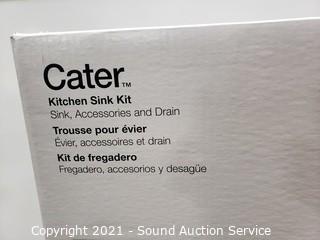 Cater™
Kitchen Sink Kit
Sink, Accessories and Drain
Trousse pour évier
Évier, accessoires et drain
Kit de fregadero
Fregadero, accesorios y desagüe
Copyright 2021 - Sound Auction Service